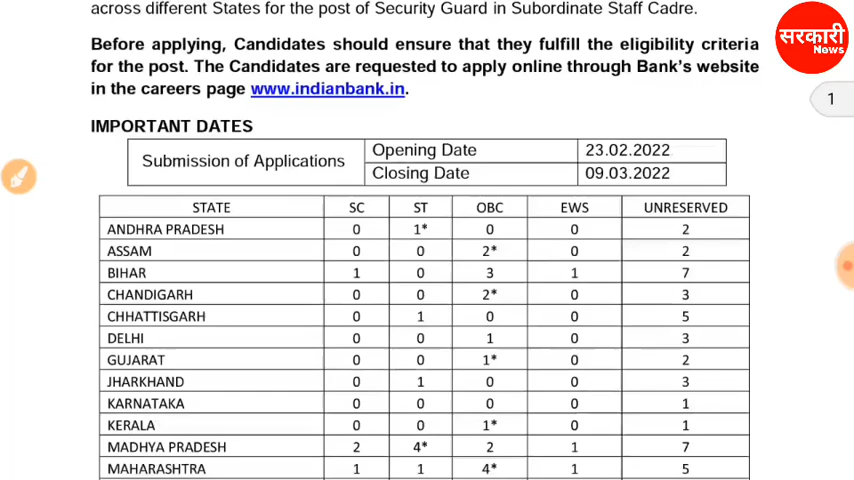 across different States for the post of Security Guard in Subordinate Staff Cadre.
Before applying, Candidates should ensure that they fulfill the eligibility criteria
for the post. The Candidates are requested to apply online through Bank's website
in the careers page www.indianbank.in.
सरकारी
News
1
IMPORTANT DATES
Submission of Applications Opening Date 23.02.2022
Closing Date 09.03.2022
STATE SC ST OBC EWS UNRESERVED
ANDHRA PRADESH 0 1* 0 0 2
ASSAM 0 0 2* 0 2
BIHAR 1 0 3 1 7
CHANDIGARH 0 0 2* 0 3
CHHATTISGARH 0 1 0 0 5
DELHI 0 0 1 0 3
GUJARAT 0 0 1* 0 2
JHARKHAND 0 1 0 0 3
KARNATAKA 0 0 0 0 1
KERALA 0 0 1* 0 1
MADHYA PRADESH 2 4* 2 1 7
MAHARASHTRA 1 1 4* 1 5